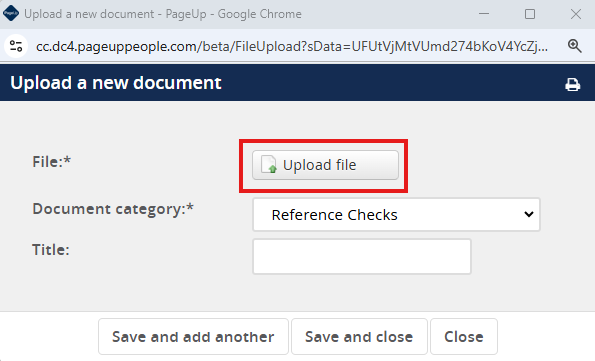 Upload a new document - PageUp - Google Chrome
cc.dc4.pageuppeople.com/beta/FileUpload?sData=UFUtVjMtVUmd274bKoV4YcZj...
Upload a new document
File:*
Upload file
Document category:*
Reference Checks
Title:
Save and add another
Save and close
Close